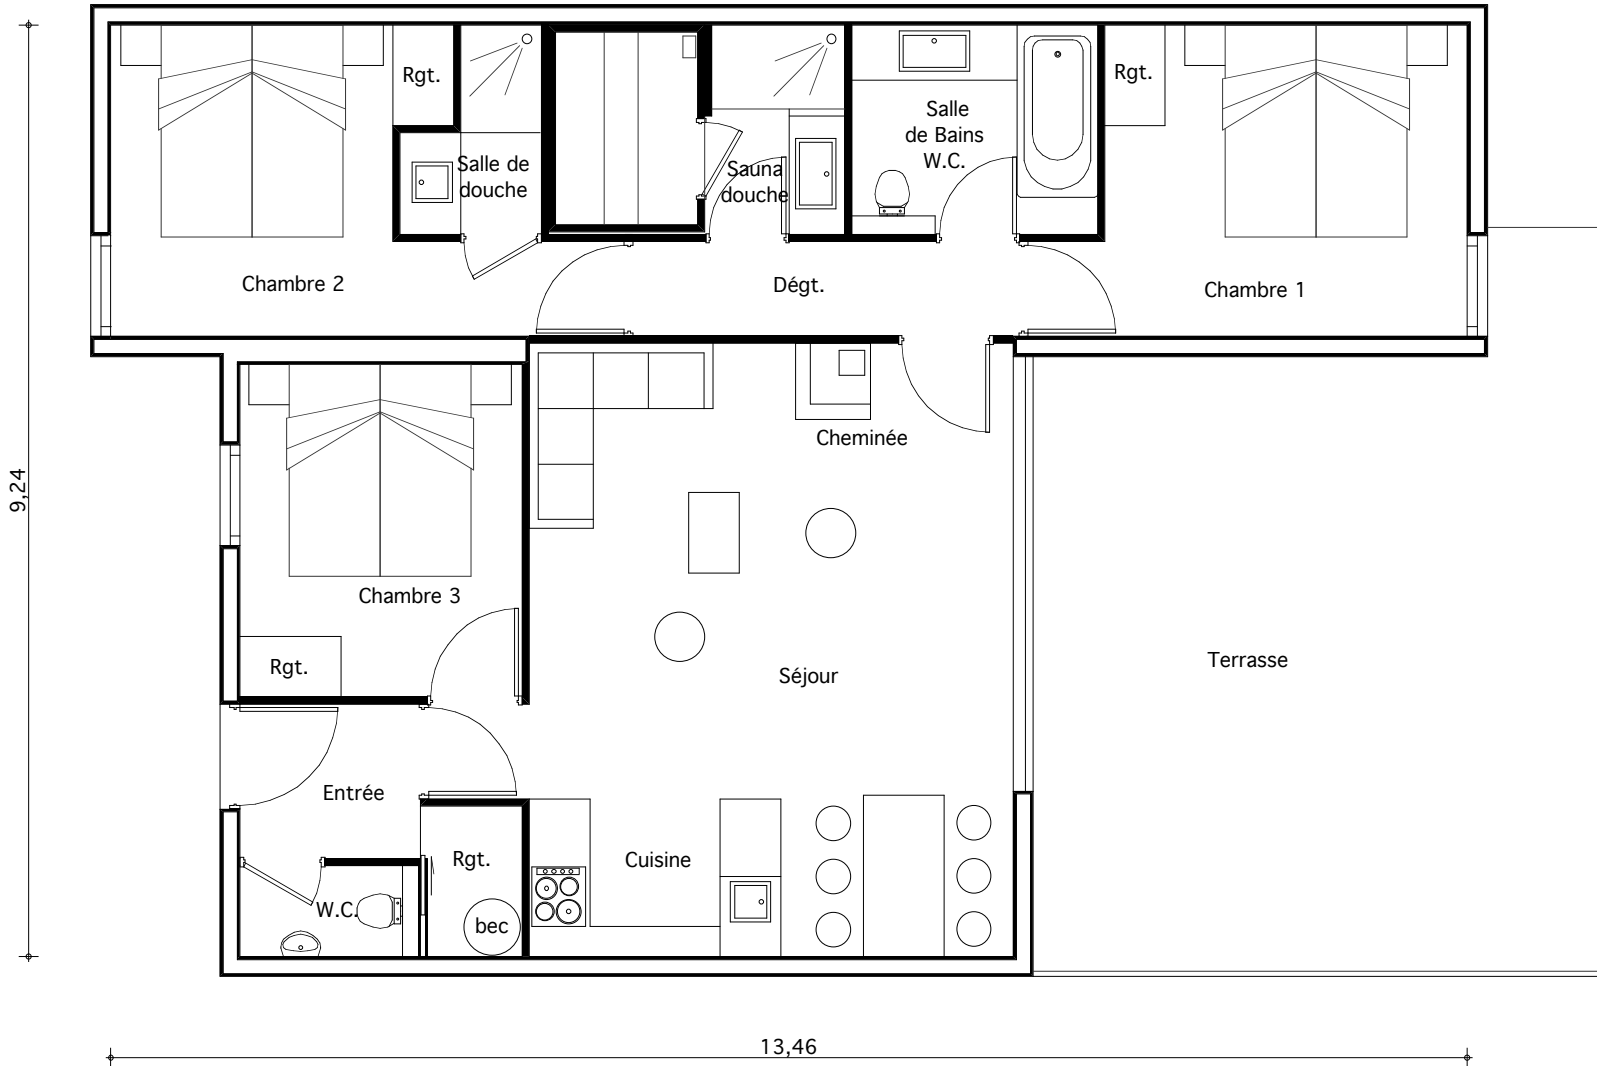 Rgt.
Salle de
douche
Sauna
douche
Salle
de Bains
W.C.
Rgt.
Chambre 2
Dégt.
Chambre 1
Cheminée
9,24
Chambre 3
Rgt.
Séjour
Terrasse
Entrée
Rgt.
Cuisine
W.C.
bec
13,46